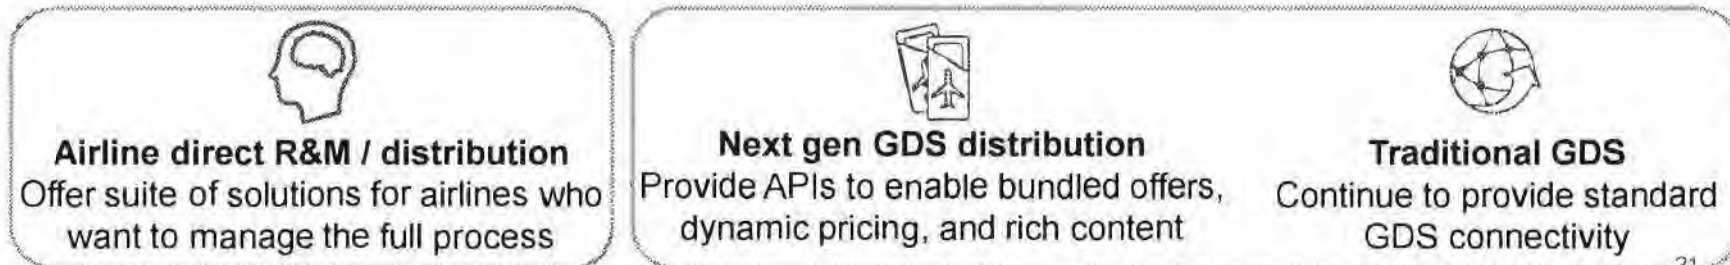 Airline direct R&M / distribution
Offer suite of solutions for airlines who
want to manage the full process
Next gen GDS distribution
Provide APIs to enable bundled offers,
dynamic pricing, and rich content
Traditional GDS
Continue to provide standard
GDS connectivity